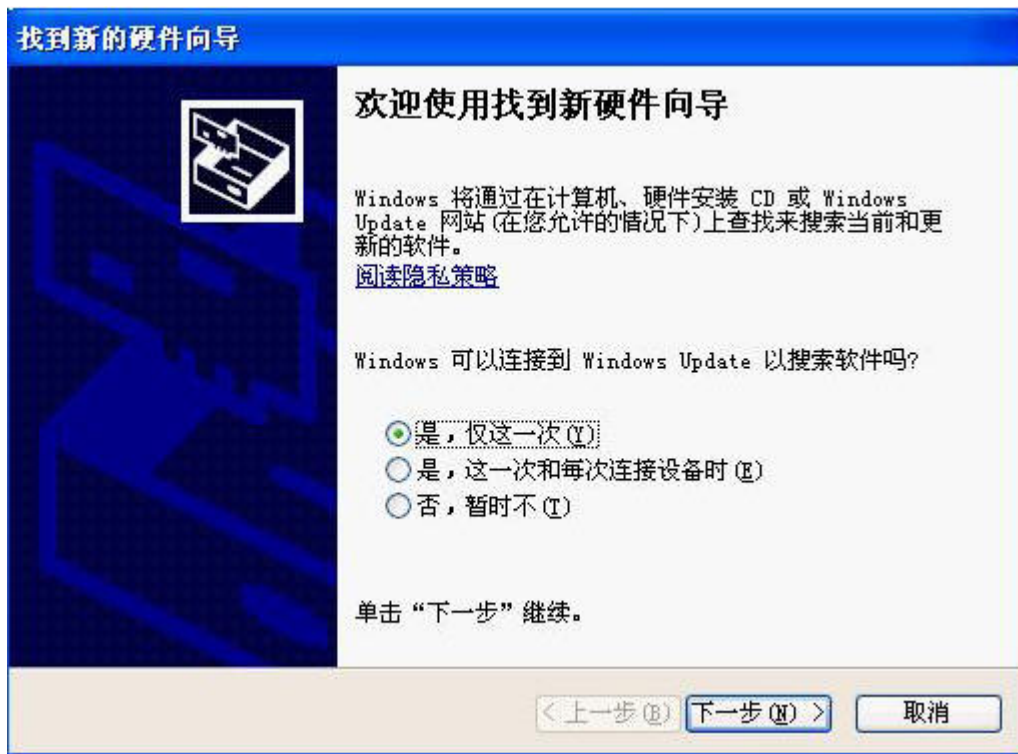 找到新的硬件向导
欢迎使用找到新硬件向导
Windows 将通过在计算机、硬件安装 CD 或 Windows
Update 网站(在您允许的情况下)上查找来搜索当前和更
新的软件。
阅读隐私策略
Windows 可以连接到 Windows Update 以搜索软件吗?
是，仅这一次(Y)
是，这一次和每次连接设备时(E)
否，暂时不(T)
单击“下一步”继续。
< 上一步(B) 下一步(N) > 取消